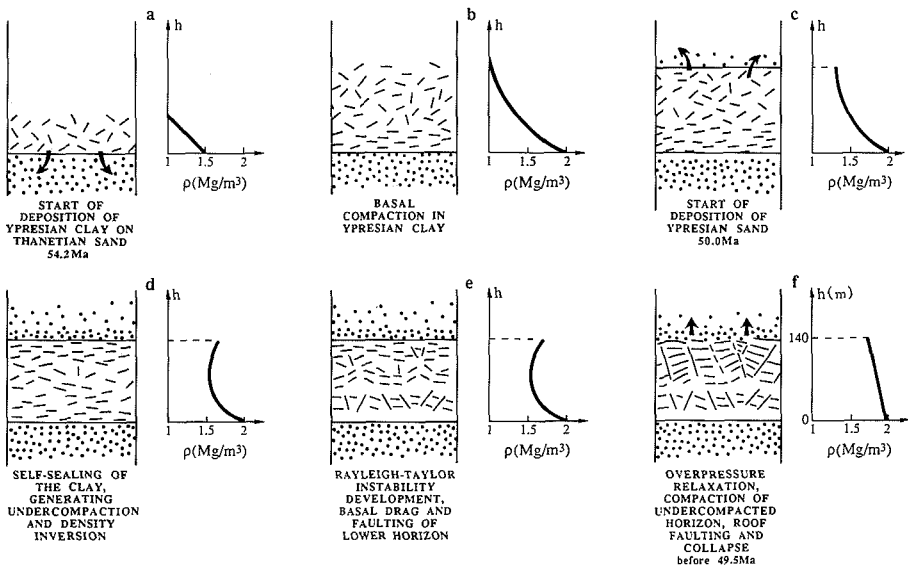 a
h
1
1.5
2
ρ(Mg/m³)
START OF
DEPOSITION OF
YPRESIAN CLAY ON
THANETIAN SAND
54.2Ma
b
h
1
1.5
2
ρ(Mg/m³)
BASAL
COMPACTION IN
YPRESIAN CLAY
c
h
1
1.5
2
ρ(Mg/m³)
START OF
DEPOSITION OF
YPRESIAN SAND
50.0Ma
d
h
1
1.5
2
ρ(Mg/m³)
SELF-SEALING OF
THE CLAY,
GENERATING
UNDERCOMPACTION
AND DENSITY
INVERSION
e
h
1
1.5
2
ρ(Mg/m³)
RAYLEIGH-TAYLOR
INSTABILITY
DEVELOPMENT,
BASAL DRAG AND
FAULTING OF
LOWER HORIZON
f
h(m)
140
0
1
1.5
2
ρ(Mg/m³)
OVERPRESSURE
RELAXATION,
COMPACTION OF
UNDERCOMPACTED
HORIZON, ROOF
FAULTING AND
COLLAPSE
before 49.5Ma